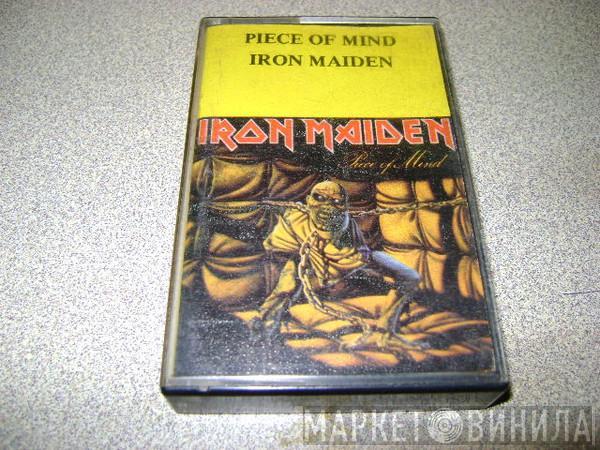 PIECE OF MIND
IRON MAIDEN
IRON MAIDEN
Piece of Mind
МАРКЕТ ВИНИЛА